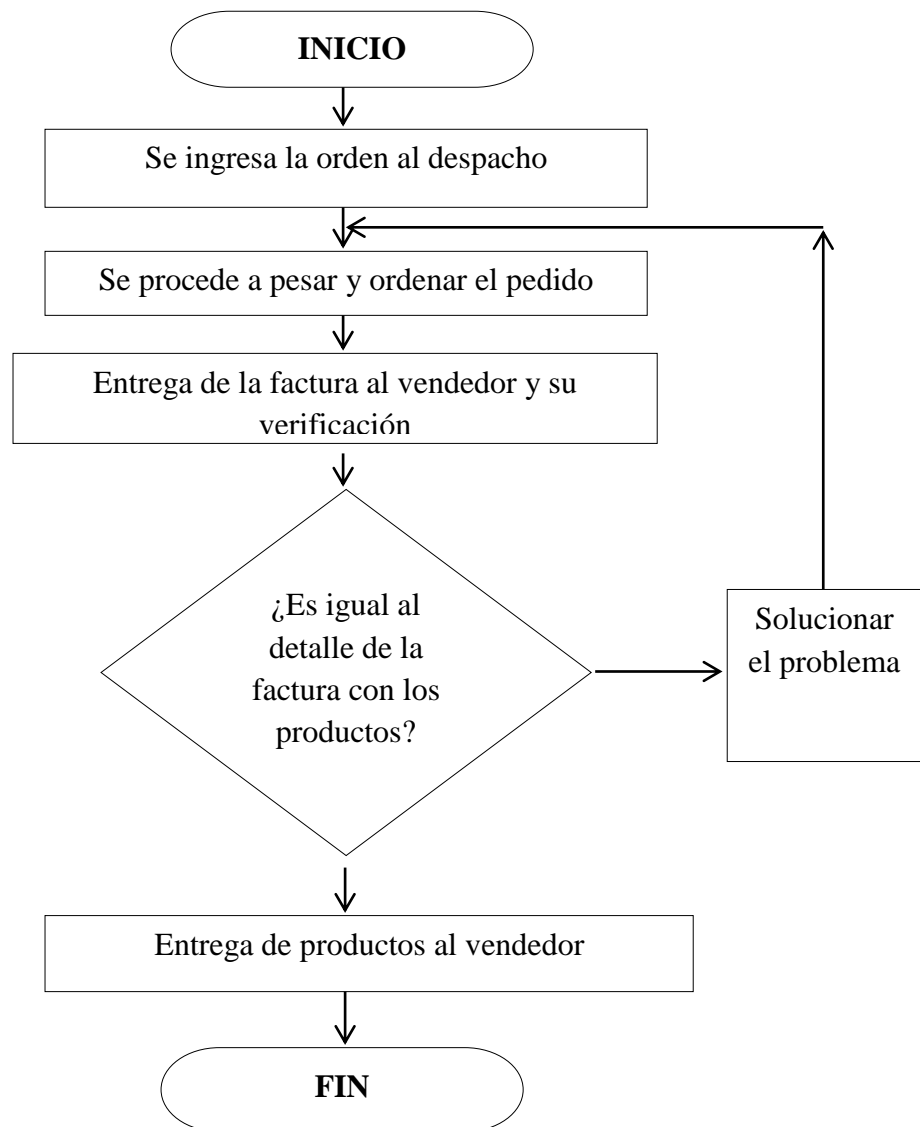 INICIO
Se ingresa la orden al despacho
Se procede a pesar y ordenar el pedido
Entrega de la factura al vendedor y su
verificación
¿Es igual al
detalle de la
factura con los
productos?
Solucionar
el problema
Entrega de productos al vendedor
FIN